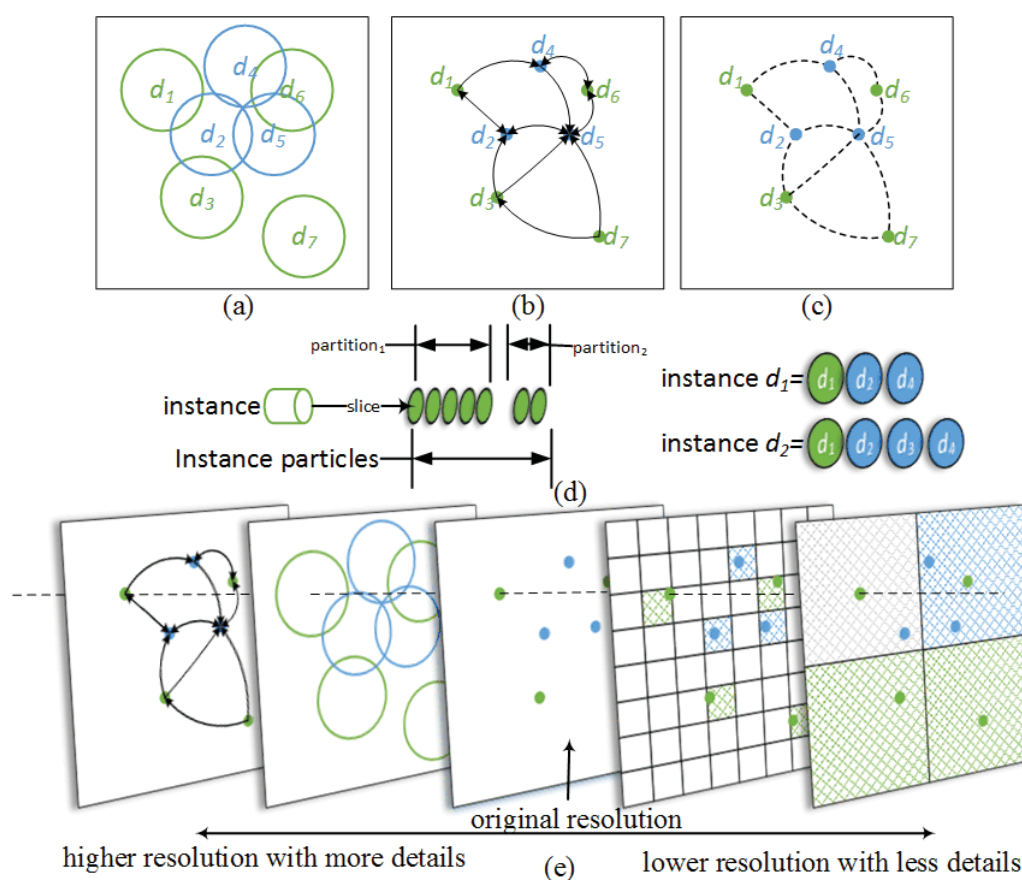 d4
d1
d6
d2
d5
d3
d7
(a)
d4
d1
d6
d2
d5
d3
d7
(b)
d4
d1
d6
d2
d5
d3
d7
(c)
partition1
partition2
instance
slice
Instance particles
instance d1= d1 d2 d4
instance d2= d1 d2 d3 d4
(d)
original resolution
higher resolution with more details
(e)
lower resolution with less details